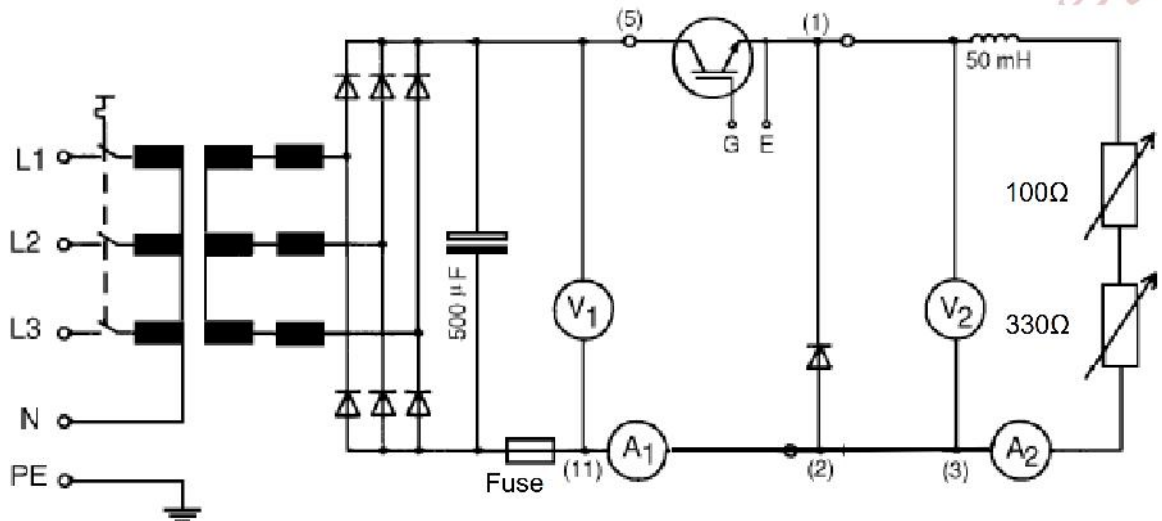 (5)
(1)
50 mH
G
E
L1
L2
L3
N
PE
500 µF
V1
V2
100Ω
330Ω
Fuse
(11)
A1
(2)
(3)
A2